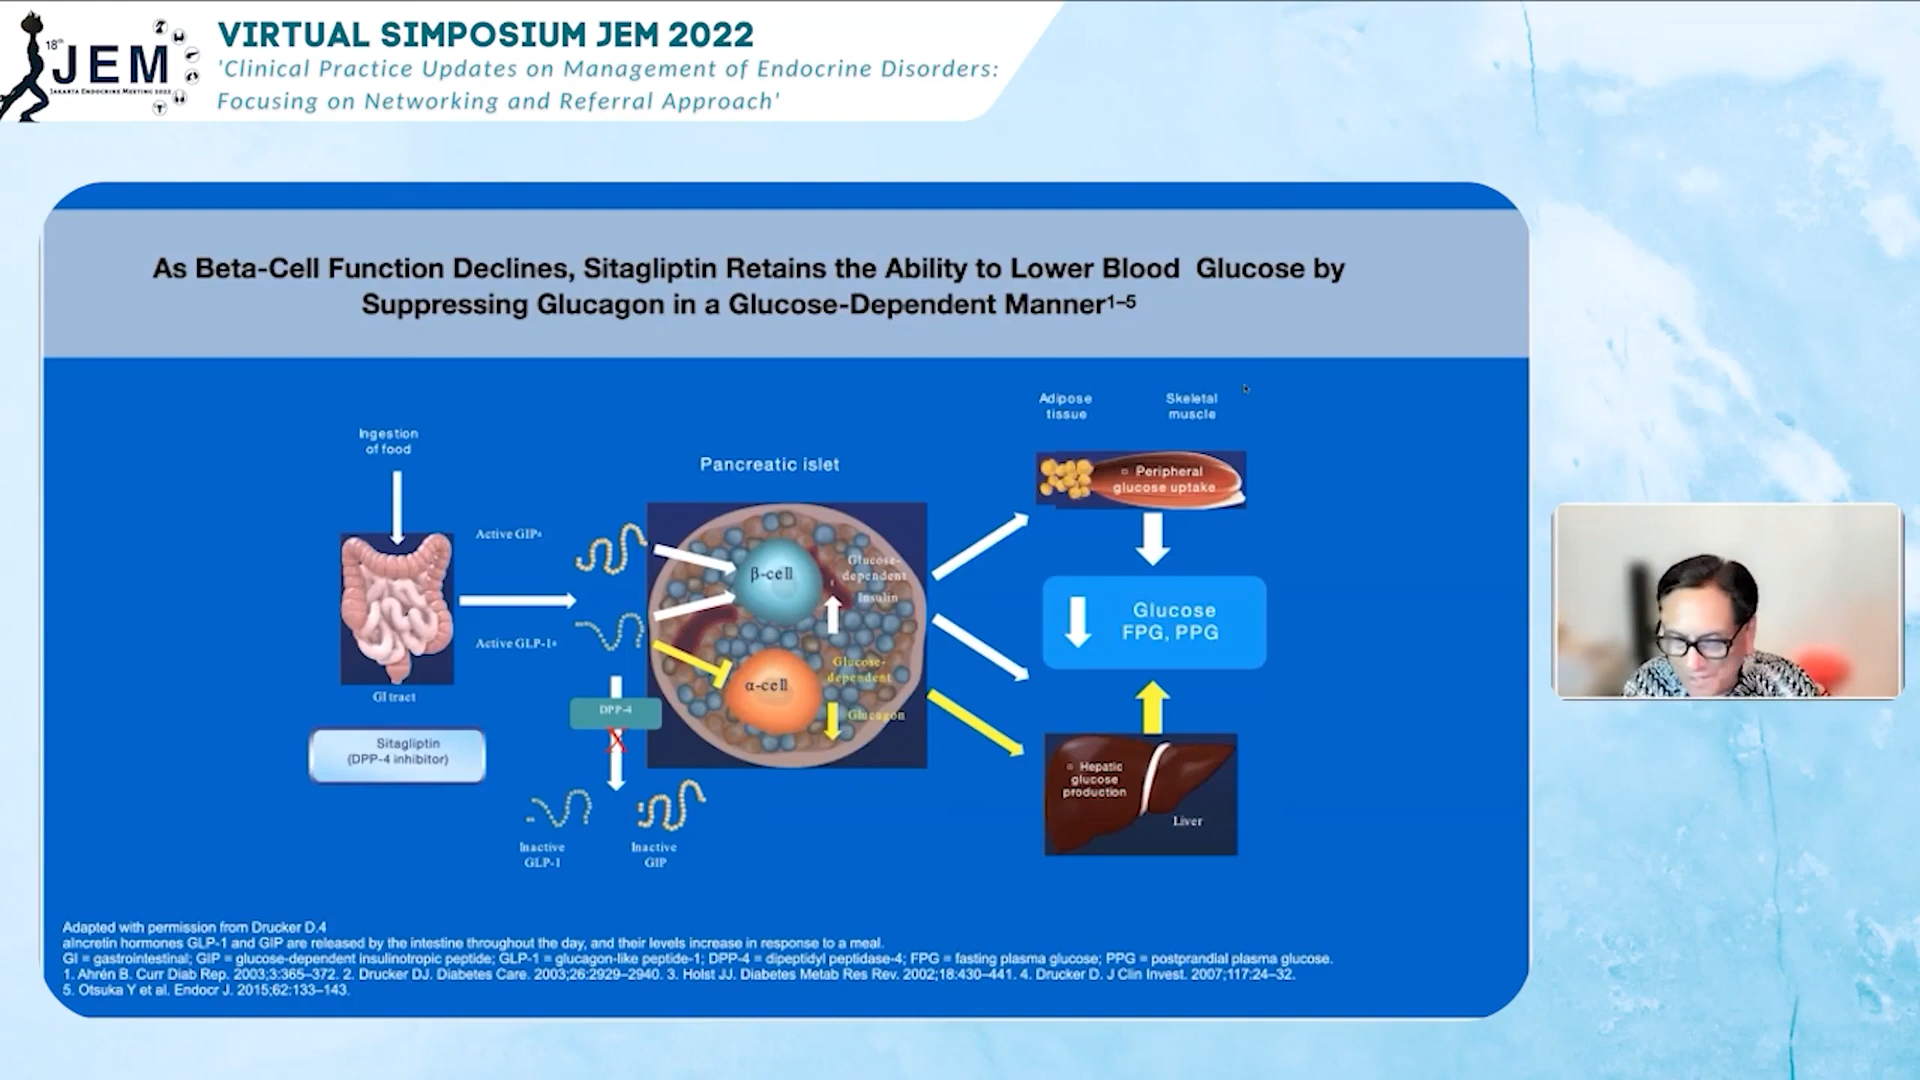 18th
JEM
JAKARTA ENDOCRINE MEETING 2022
VIRTUAL SIMPOSIUM JEM 2022
'Clinical Practice Updates on Management of Endocrine Disorders:
Focusing on Networking and Referral Approach'
As Beta-Cell Function Declines, Sitagliptin Retains the Ability to Lower Blood Glucose by
Suppressing Glucagon in a Glucose-Dependent Manner1–5
Ingestion
of food
GI tract
Sitagliptin
(DPP-4 inhibitor)
Active GIPa
Active GLP-1a
DPP-4
X
Inactive
GLP-1
Inactive
GIP
Pancreatic islet
β-cell
Glucose-
dependent
Insulin
α-cell
Glucose-
dependent
Glucagon
Adipose
tissue
Skeletal
muscle
Peripheral
glucose uptake
Glucose
FPG, PPG
Hepatic
glucose
production
Liver
Adapted with permission from Drucker D.4
aIncretin hormones GLP-1 and GIP are released by the intestine throughout the day, and their levels increase in response to a meal.
GI = gastrointestinal; GIP = glucose-dependent insulinotropic peptide; GLP-1 = glucagon-like peptide-1; DPP-4 = dipeptidyl peptidase-4; FPG = fasting plasma glucose; PPG = postprandial plasma glucose.
1. Ahrén B. Curr Diab Rep. 2003;3:365–372. 2. Drucker DJ. Diabetes Care. 2003;26:2929–2940. 3. Holst JJ. Diabetes Metab Res Rev. 2002;18:430–441. 4. Drucker D. J Clin Invest. 2007;117:24–32.
5. Otsuka Y et al. Endocr J. 2015;62:133–143.